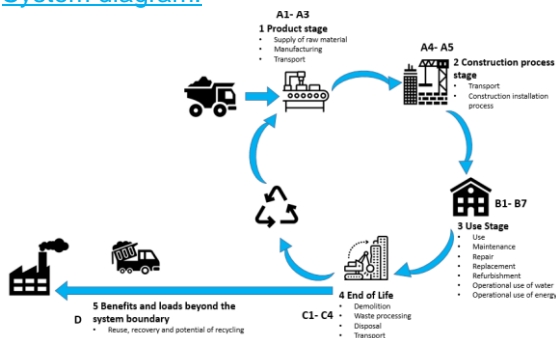 System diagram:
A1- A3
1 Product stage
• Supply of raw material
• Manufacturing
• Transport
A4- A5
2 Construction process
stage
• Transport
• Construction installation
process
B1- B7
3 Use Stage
• Use
• Maintenance
• Repair
• Replacement
• Refurbishment
• Operational use of water
• Operational use of energy
4 End of Life
C1- C4
• Demolition
• Waste processing
• Disposal
• Transport
5 Benefits and loads beyond the
D system boundary
• Reuse, recovery and potential of recycling